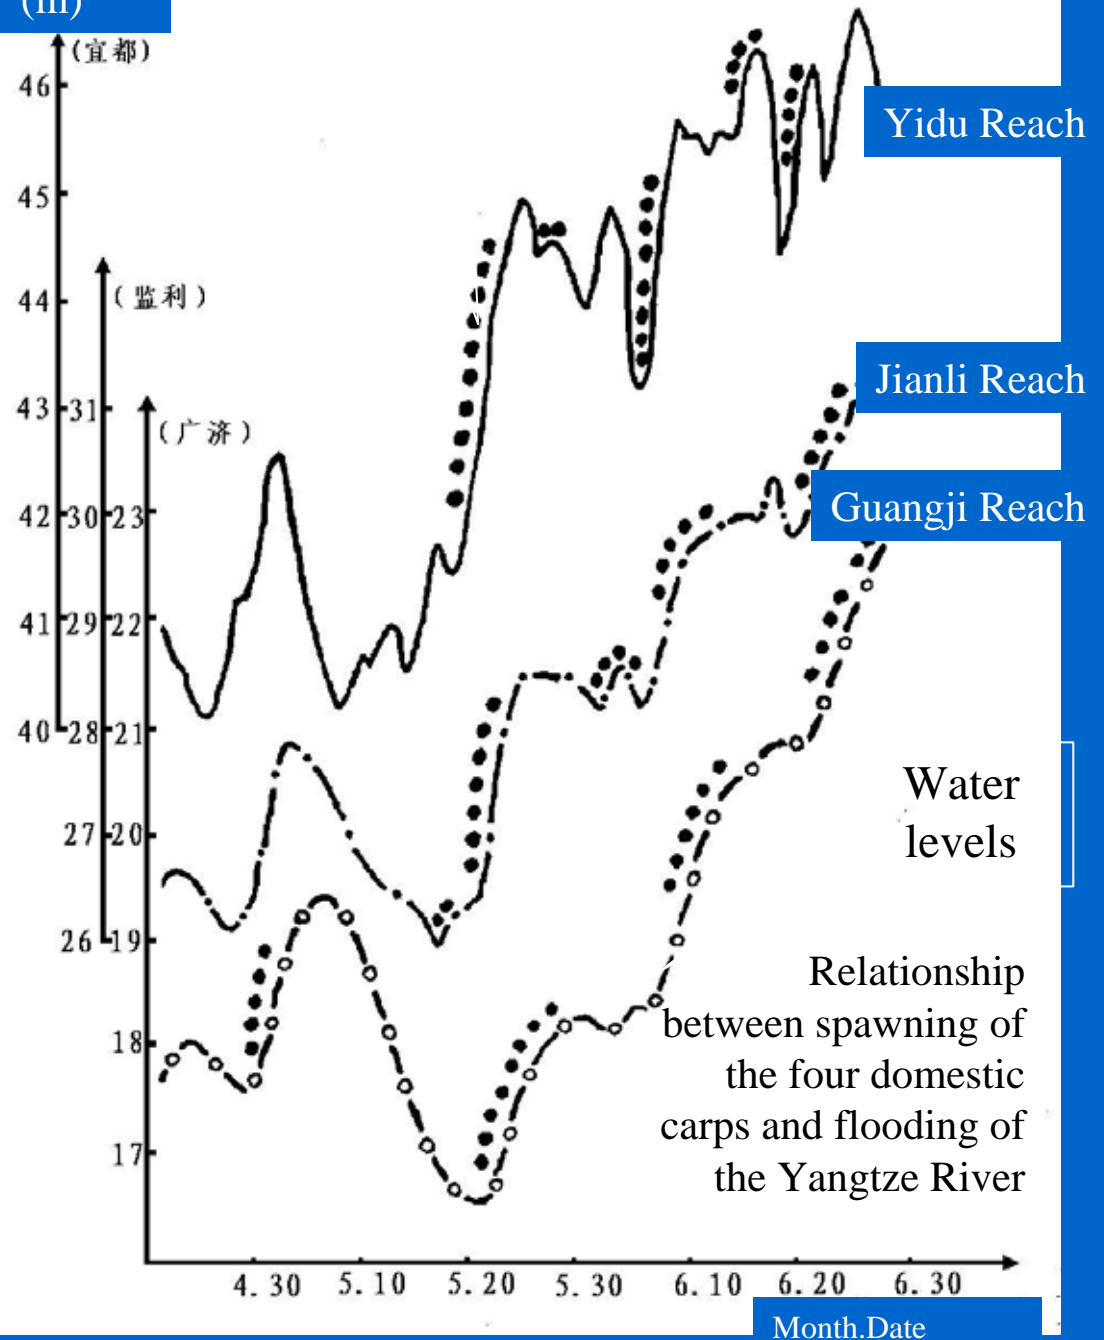 (m)
(宜都)
46
Yidu Reach
45
44
(监利)
Jianli Reach
43 31
(广济)
Guangji Reach
42 30 23
41 29 22
40 28 21
Water
levels
27 20
26 19
Relationship
between spawning of
the four domestic
carps and flooding of
the Yangtze River
18
17
4.30 5.10 5.20 5.30 6.10 6.20 6.30
Month.Date